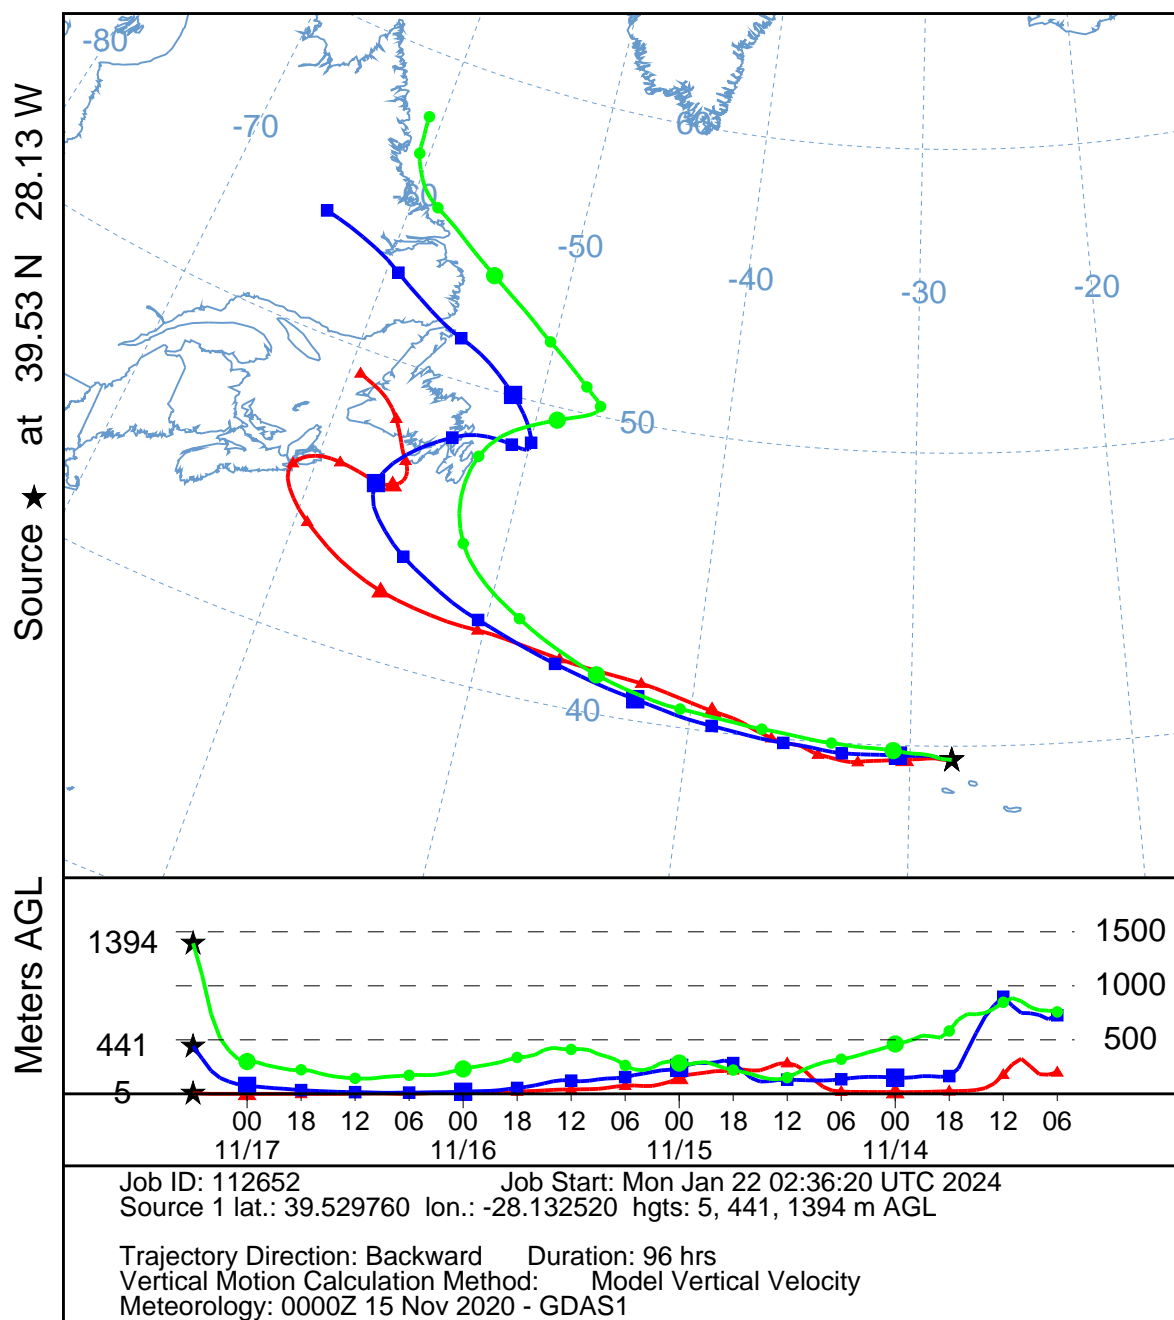 -80
-70
-60
60
-50
-40
-30
-20
50
40
Source ★ at 39.53 N 28.13 W
Meters AGL
1394
441
5
1500
1000
500
00 18 12 06 00 18 12 06 00 18 12 06 00 18 12 06
11/17 11/16 11/15 11/14
Job ID: 112652 Job Start: Mon Jan 22 02:36:20 UTC 2024
Source 1 lat.: 39.529760 lon.: -28.132520 hgts: 5, 441, 1394 m AGL
Trajectory Direction: Backward Duration: 96 hrs
Vertical Motion Calculation Method: Model Vertical Velocity
Meteorology: 0000Z 15 Nov 2020 - GDAS1